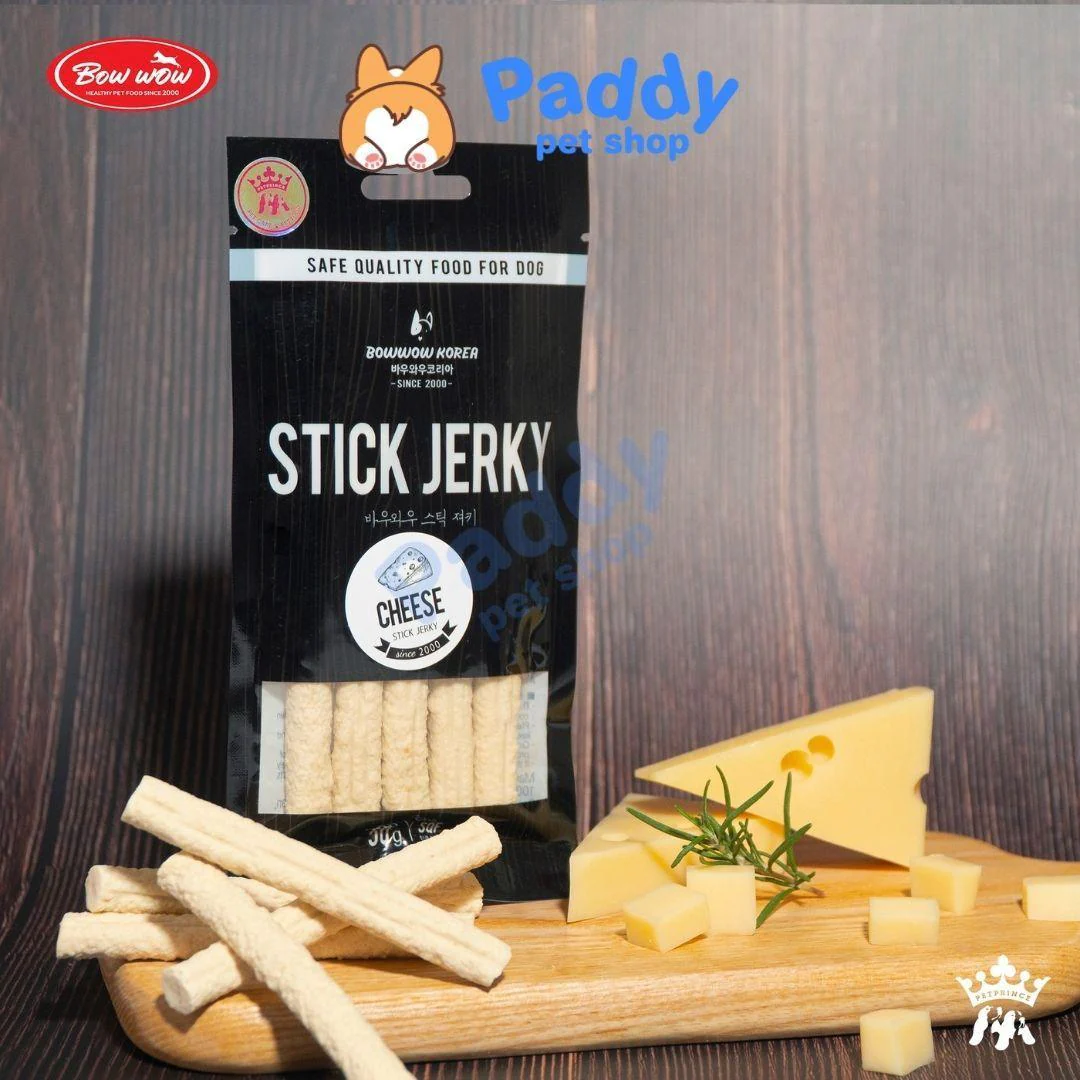 Bow wow
HEALTHY PET FOOD SINCE 2000
Paddy
pet shop
PETPRINCE
SAFE QUALITY FOOD FOR DOG
BOWWOW KOREA
바우와우코리아
-SINCE 2000-
STICK JERKY
바우와우 스틱 져키
Paddy
pet shop
CHEESE
STICK JERKY
since 2000
PETPRINCE